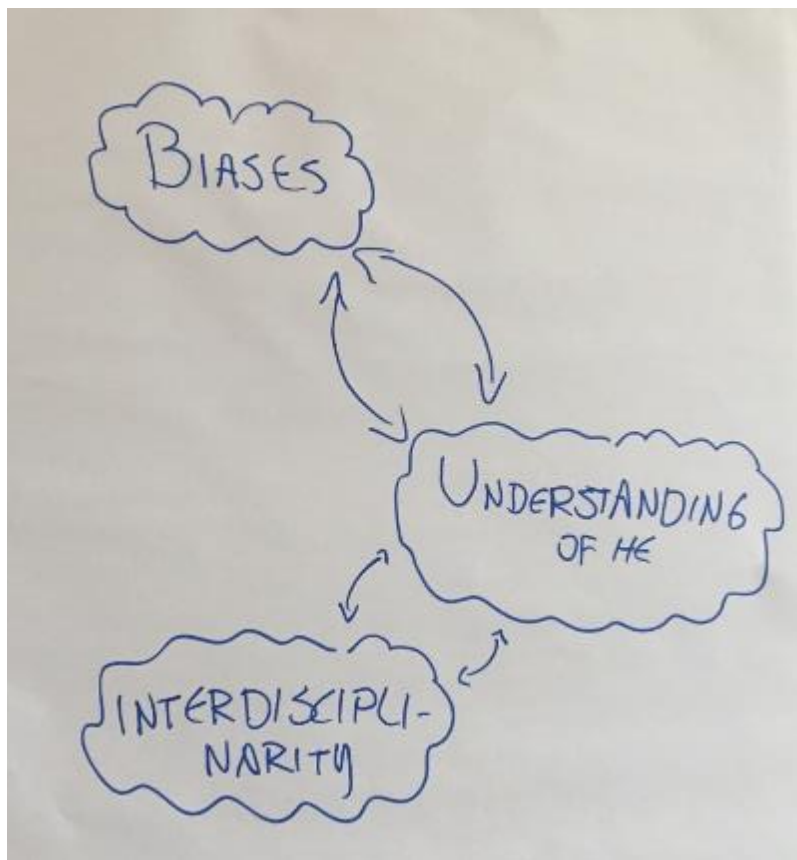 BIASES
UNDERSTANDING
OF HE
INTERDISCIPLI-
NARITY